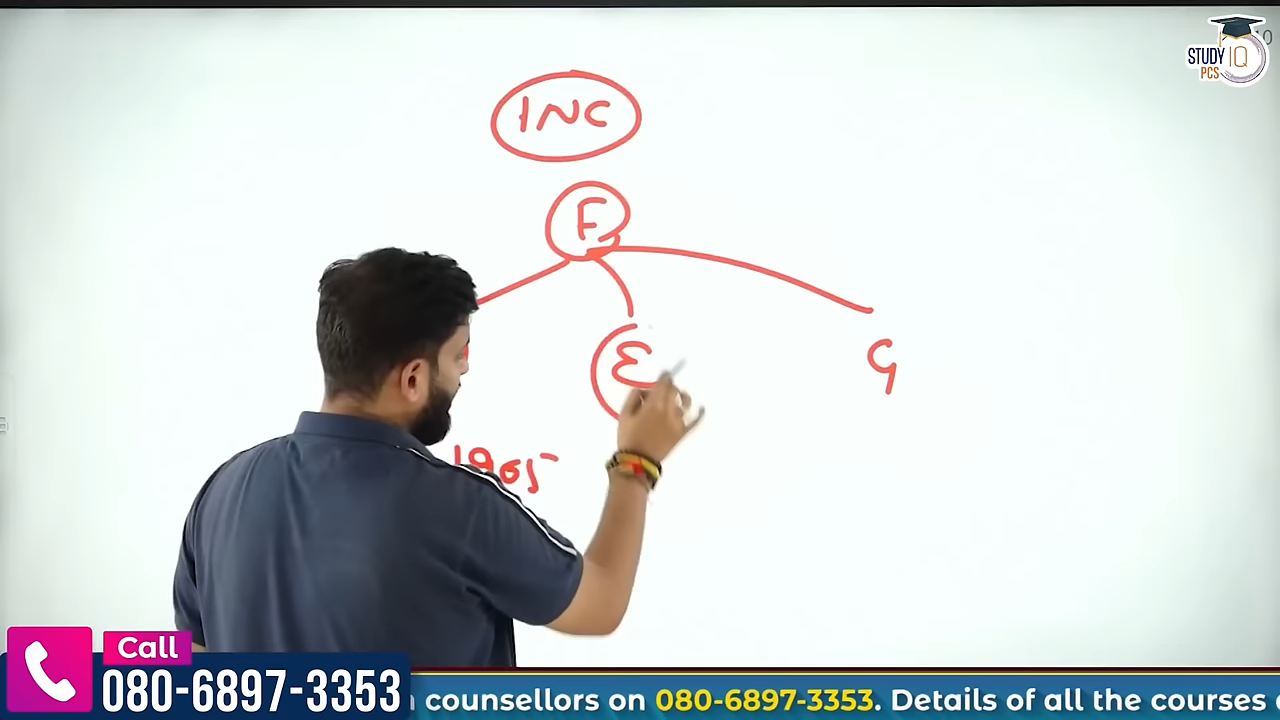 STUDY IQ
PCS
INC
F
E
G
1905
Call
080-6897-3353
counsellors on 080-6897-3353. Details of all the courses